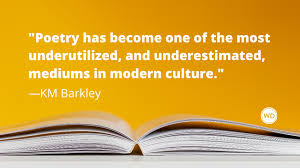 "Poetry has become one of the most
underutilized, and underestimated,
mediums in modern culture."
—KM Barkley
WD